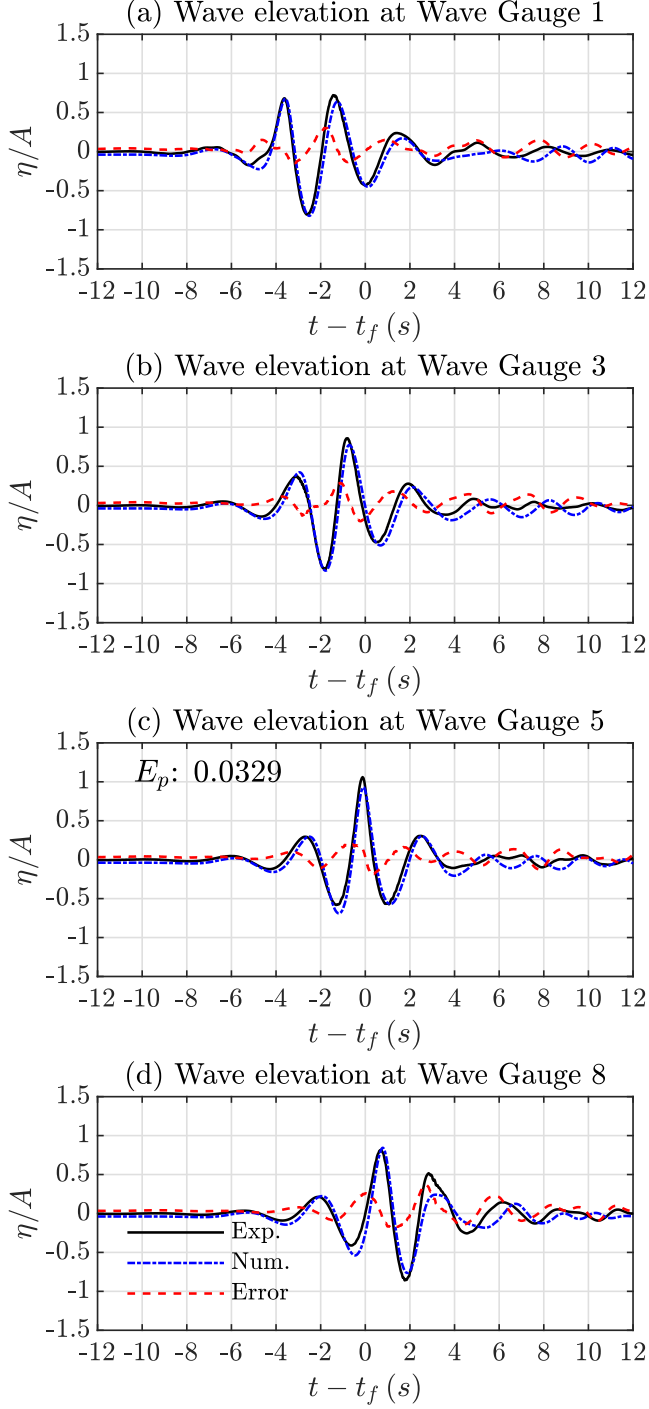 (a) Wave elevation at Wave Gauge 1
1.5
1
0.5
0
-0.5
-1
-1.5
η/A
-12 -10 -8 -6 -4 -2 0 2 4 6 8 10 12
t − t_f (s)
(b) Wave elevation at Wave Gauge 3
1.5
1
0.5
0
-0.5
-1
-1.5
η/A
-12 -10 -8 -6 -4 -2 0 2 4 6 8 10 12
t − t_f (s)
(c) Wave elevation at Wave Gauge 5
E_p: 0.0329
1.5
1
0.5
0
-0.5
-1
-1.5
η/A
-12 -10 -8 -6 -4 -2 0 2 4 6 8 10 12
t − t_f (s)
(d) Wave elevation at Wave Gauge 8
1.5
1
0.5
0
-0.5
-1
-1.5
η/A
Exp.
Num.
Error
-12 -10 -8 -6 -4 -2 0 2 4 6 8 10 12
t − t_f (s)